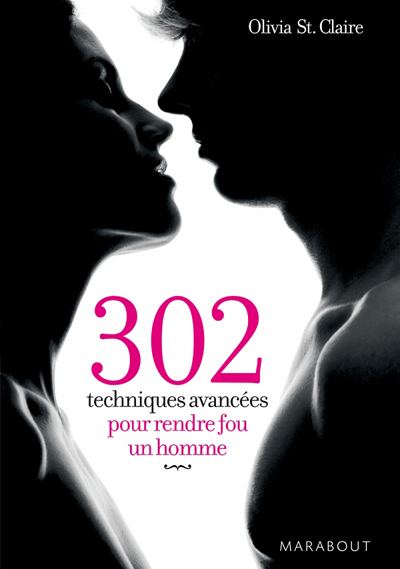 Olivia St. Claire
302
techniques avancées
pour rendre fou
un homme
MARABOUT